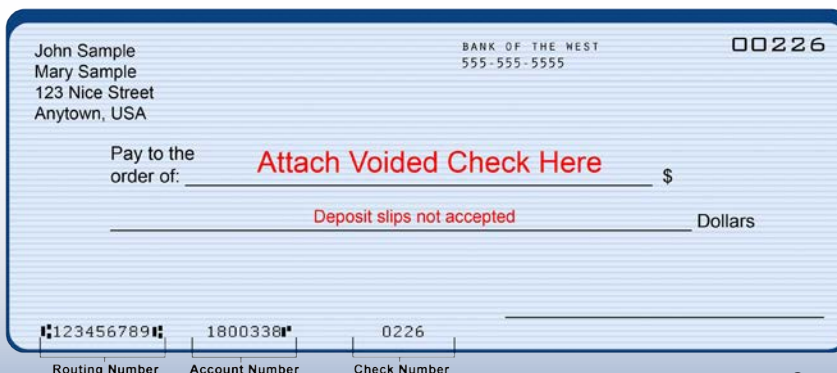 John Sample
Mary Sample
123 Nice Street
Anytown, USA
BANK OF THE WEST
555-555-5555
00226
Pay to the
order of:
Attach Voided Check Here
$
Deposit slips not accepted
Dollars
⑆123456789⑆ 1800338⑈ 0226
Routing Number Account Number Check Number